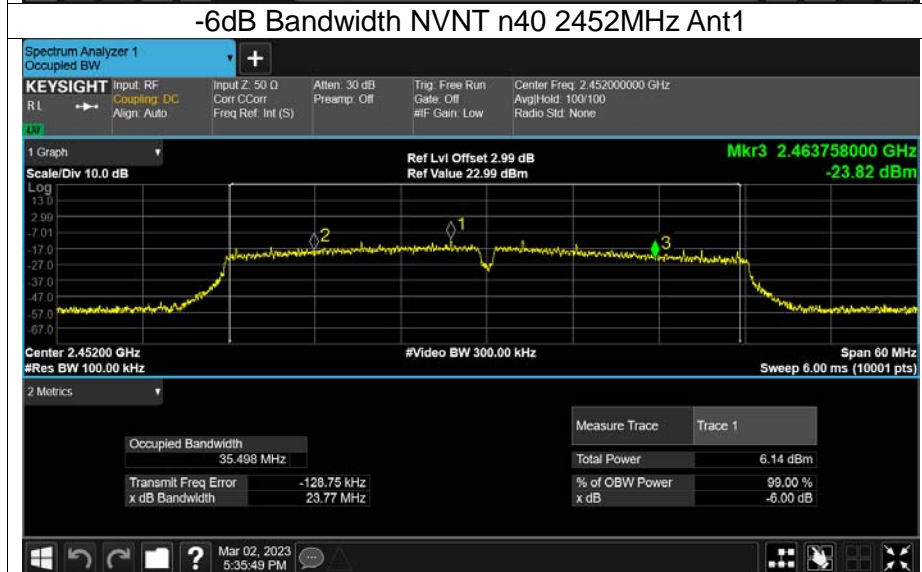 -6dB Bandwidth NVNT n40 2452MHz Ant1
Spectrum Analyzer 1
Occupied BW
+
KEYSIGHT Input: RF Input Z: 50 Ω Atten: 30 dB Trig: Free Run Center Freq: 2.452000000 GHz
RL Coupling: DC Corr CCorr Preamp: Off Gate: Off Avg|Hold: 100/100
Align: Auto Freq Ref: Int (S) #IF Gain: Low Radio Std: None
LXI
1 Graph Ref Lvl Offset 2.99 dB Mkr3 2.463758000 GHz
Scale/Div 10.0 dB Ref Value 22.99 dBm -23.82 dBm
Log
13.0
2.99
-7.01
-17.0
-27.0
-37.0
-47.0
-57.0
-67.0
2
1
3
Center 2.45200 GHz #Video BW 300.00 kHz Span 60 MHz
#Res BW 100.00 kHz Sweep 6.00 ms (10001 pts)
2 Metrics
Measure Trace Trace 1
Occupied Bandwidth
35.498 MHz Total Power 6.14 dBm
Transmit Freq Error -128.75 kHz % of OBW Power 99.00 %
x dB Bandwidth 23.77 MHz x dB -6.00 dB
? Mar 02, 2023
5:35:49 PM